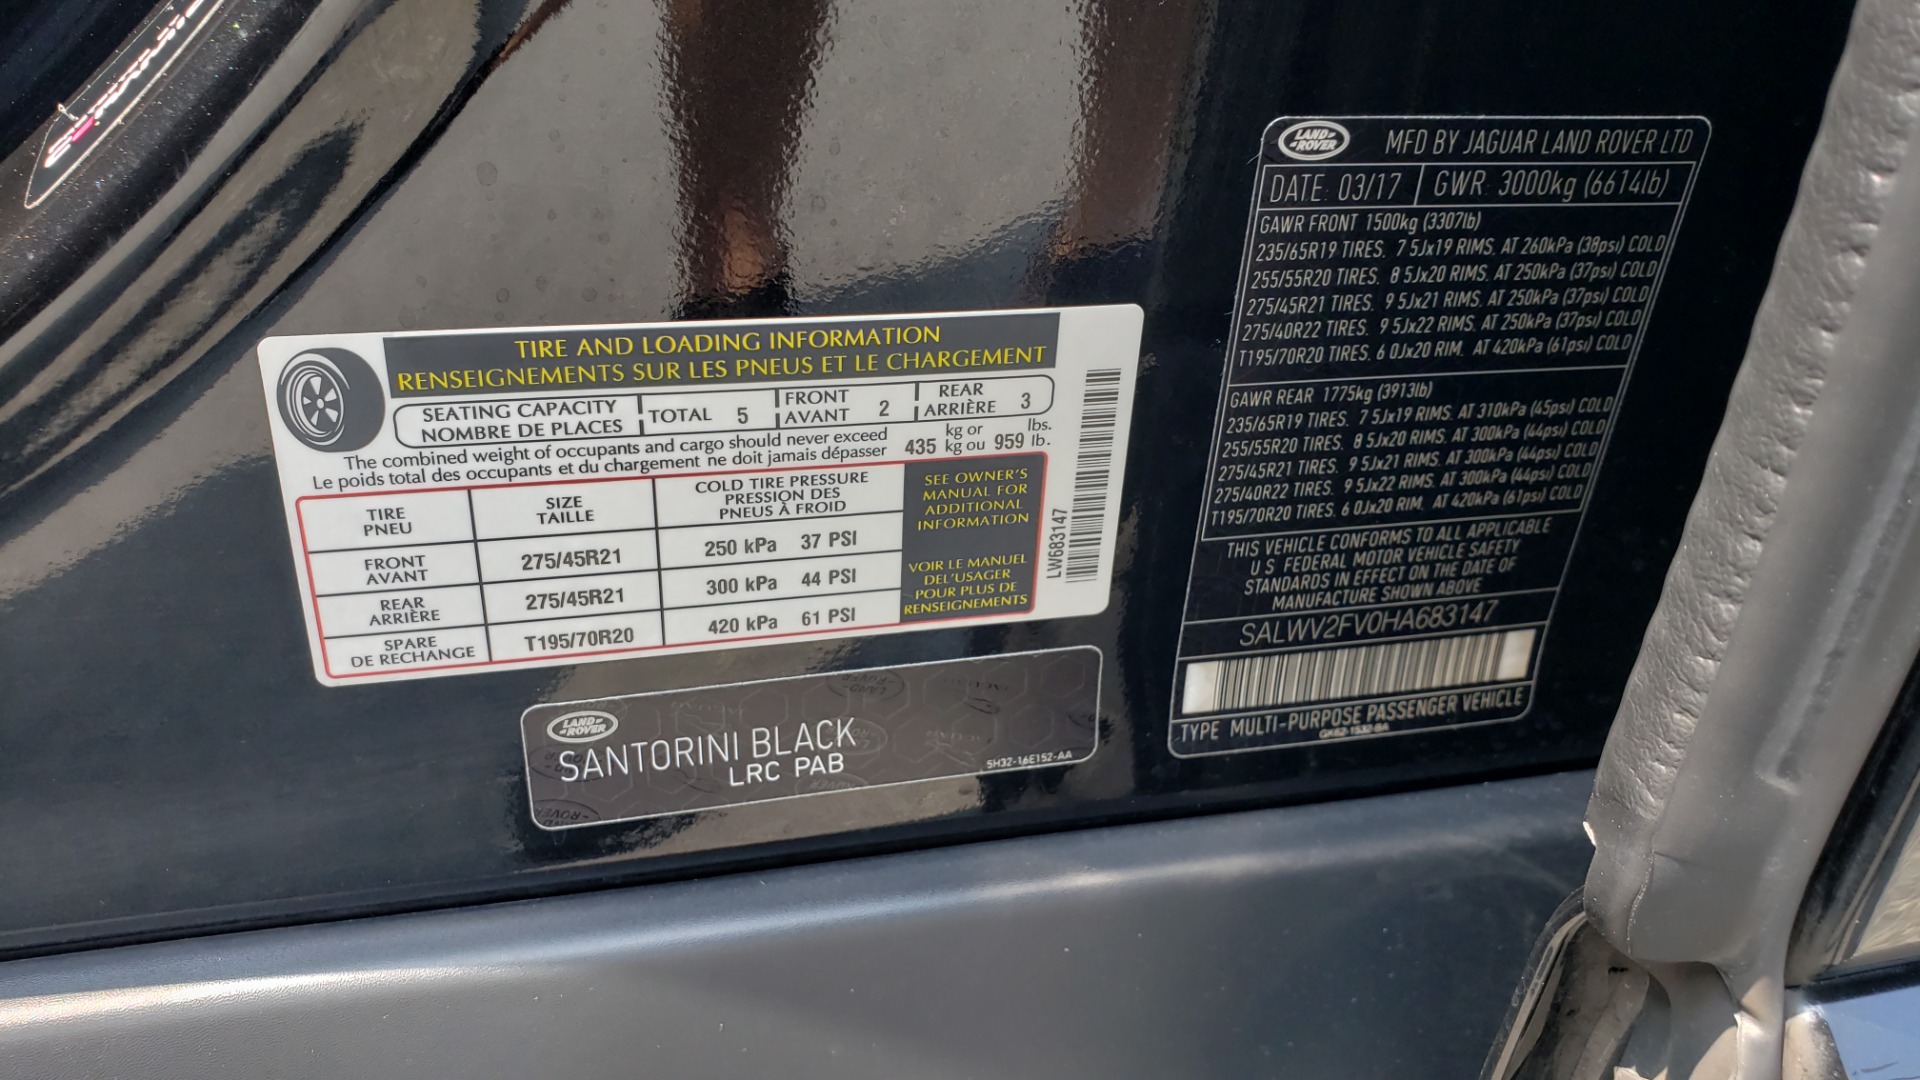 TIRE AND LOADING INFORMATION
RENSEIGNEMENTS SUR LES PNEUS ET LE CHARGEMENT
SEATING CAPACITY
NOMBRE DE PLACES
TOTAL 5
FRONT
AVANT 2
REAR
ARRIÈRE 3
The combined weight of occupants and cargo should never exceed
Le poids total des occupants et du chargement ne doit jamais dépasser
435 kg or
kg ou 959 lbs.
lb.
TIRE
PNEU
SIZE
TAILLE
COLD TIRE PRESSURE
PRESSION DES
PNEUS À FROID
FRONT
AVANT
275/45R21
250 kPa 37 PSI
REAR
ARRIÈRE
275/45R21
300 kPa 44 PSI
SPARE
DE RECHANGE
T195/70R20
420 kPa 61 PSI
SEE OWNER'S
MANUAL FOR
ADDITIONAL
INFORMATION
VOIR LE MANUEL
DEL'USAGER
POUR PLUS DE
RENSEIGNEMENTS
LW683147
LAND-
-ROVER
SANTORINI BLACK
LRC PAB
5H32-16E152-AA
LAND-
-ROVER
MFD BY JAGUAR LAND ROVER LTD
DATE: 03/17 GWR: 3000kg (6614lb)
GAWR FRONT 1500kg (3307lb)
235/65R19 TIRES. 7 5Jx19 RIMS. AT 260kPa (38psi) COLD
255/55R20 TIRES. 8 5Jx20 RIMS. AT 250kPa (37psi) COLD
275/45R21 TIRES. 9 5Jx21 RIMS. AT 250kPa (37psi) COLD
275/40R22 TIRES. 9 5Jx22 RIMS. AT 250kPa (37psi) COLD
T195/70R20 TIRES. 6 0Jx20 RIM. AT 420kPa (61psi) COLD
GAWR REAR 1775kg (3913lb)
235/65R19 TIRES. 7 5Jx19 RIMS. AT 310kPa (45psi) COLD
255/55R20 TIRES. 8 5Jx20 RIMS. AT 300kPa (44psi) COLD
275/45R21 TIRES. 9 5Jx21 RIMS. AT 300kPa (44psi) COLD
275/40R22 TIRES. 9 5Jx22 RIMS. AT 300kPa (44psi) COLD
T195/70R20 TIRES. 6 0Jx20 RIM. AT 420kPa (61psi) COLD
THIS VEHICLE CONFORMS TO ALL APPLICABLE
U S FEDERAL MOTOR VEHICLE SAFETY
STANDARDS IN EFFECT ON THE DATE OF
MANUFACTURE SHOWN ABOVE
SALWV2FV0HA683147
TYPE MULTI-PURPOSE PASSENGER VEHICLE